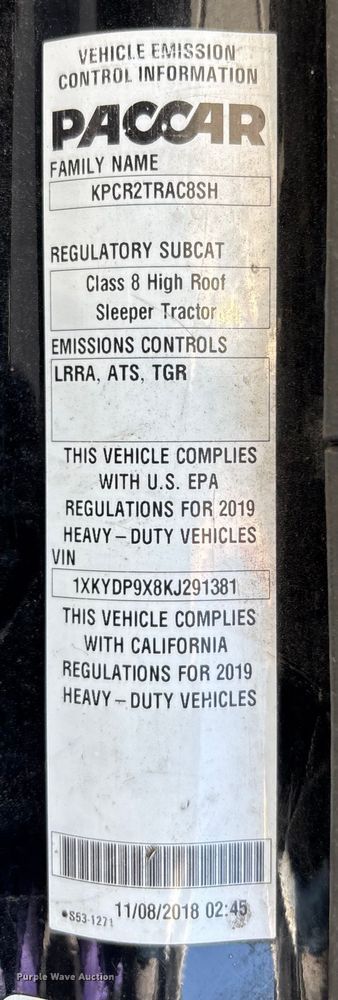 VEHICLE EMISSION
CONTROL INFORMATION
PACCAR
FAMILY NAME
KPCR2TRAC8SH
REGULATORY SUBCAT
Class 8 High Roof
Sleeper Tractor
EMISSIONS CONTROLS
LRRA, ATS, TGR
THIS VEHICLE COMPLIES
WITH U.S. EPA
REGULATIONS FOR 2019
HEAVY-DUTY VEHICLES
VIN
1XKYDP9X8KJ291381
THIS VEHICLE COMPLIES
WITH CALIFORNIA
REGULATIONS FOR 2019
HEAVY-DUTY VEHICLES
•S53-1271 11/08/2018 02:45
Purple Wave Auction